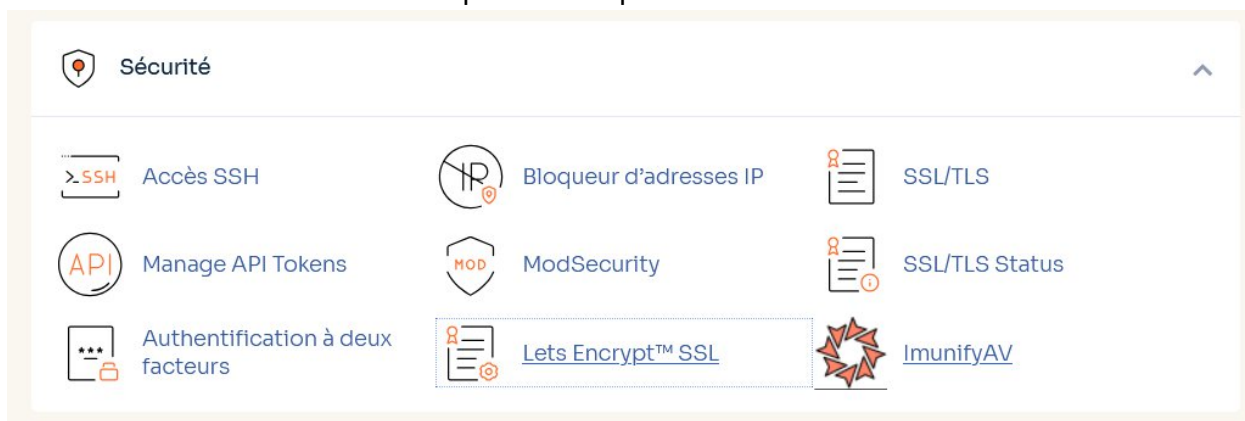 Sécurité
>_SSH Accès SSH
IP Bloqueur d’adresses IP
SSL/TLS
API Manage API Tokens
MOD ModSecurity
SSL/TLS Status
*** Authentification à deux
facteurs
Lets Encrypt™ SSL
ImunifyAV